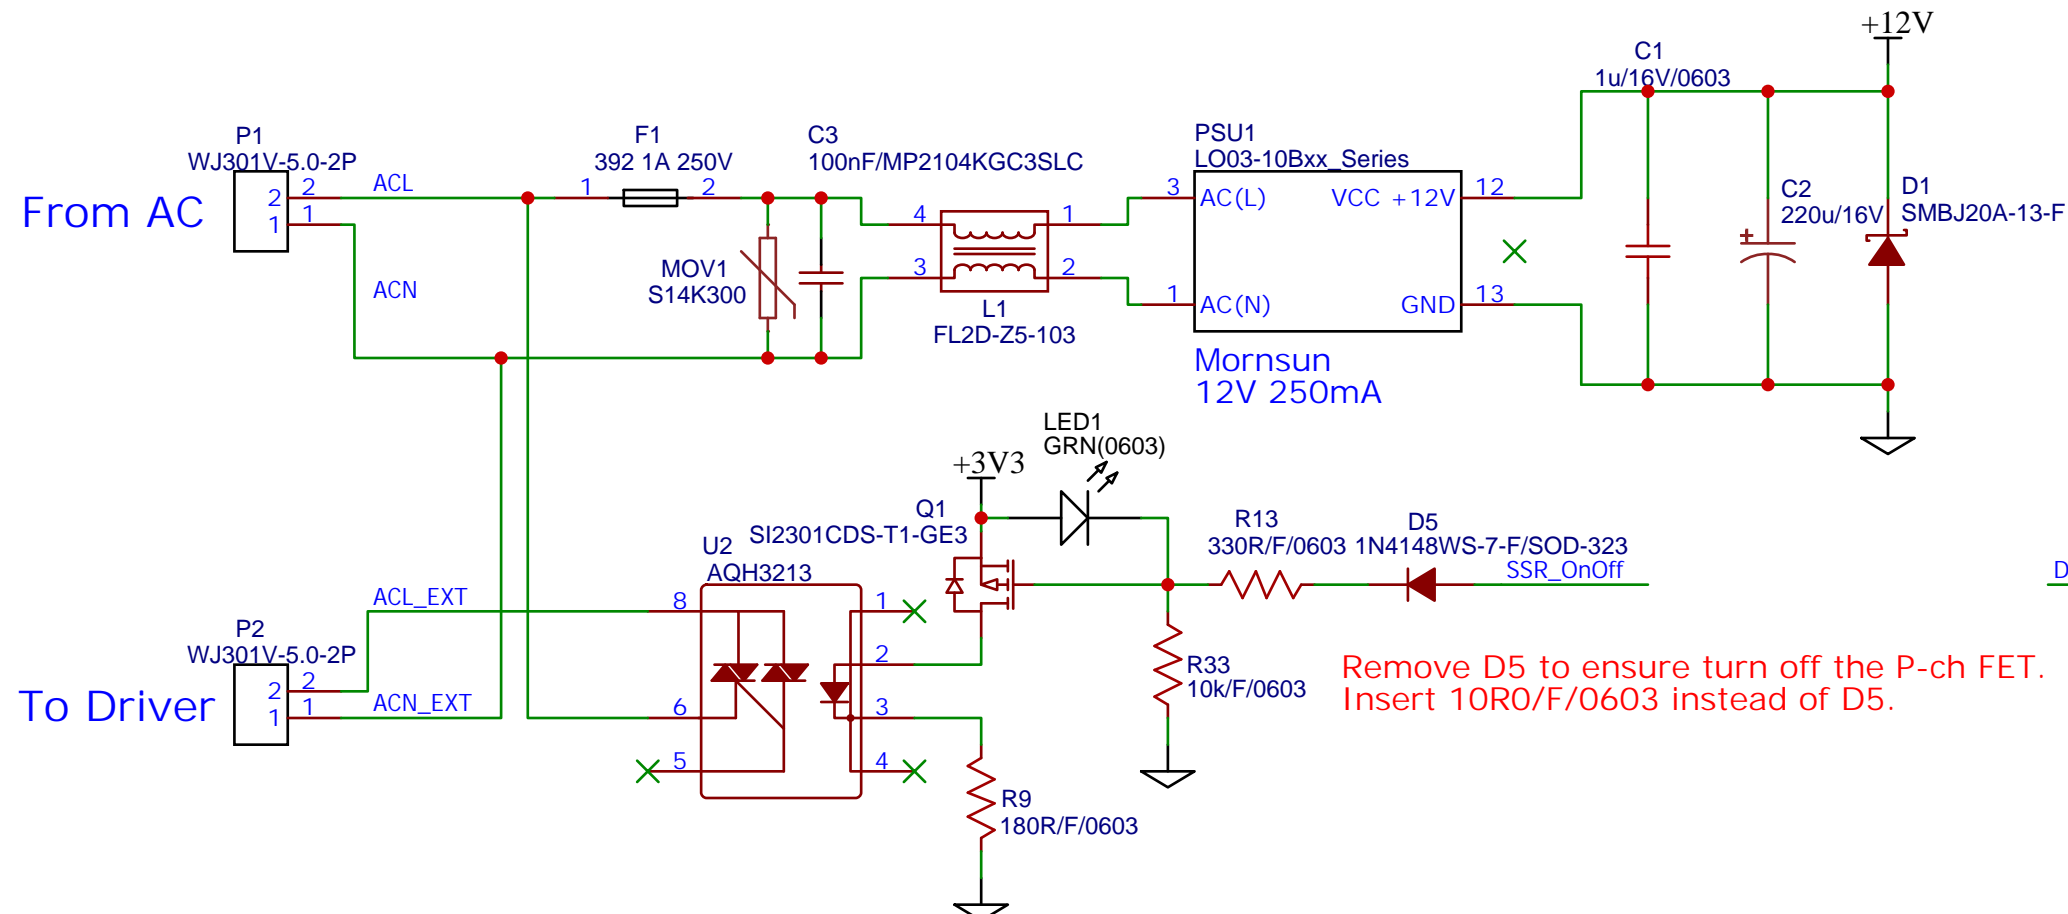 +12V
C1
1u/16V/0603
P1
WJ301V-5.0-2P
F1
392 1A 250V
C3
100nF/MP2104KGC3SLC
PSU1
LO03-10Bxx_Series
From AC
2 2 ACL
1 1
ACN
1 2
MOV1
S14K300
4 1
3 2
L1
FL2D-Z5-103
3 AC(L) VCC +12V 12
1 AC(N) GND 13
C2
220u/16V
D1
SMBJ20A-13-F
+
Mornsun
12V 250mA
LED1
GRN(0603)
+3V3
Q1
SI2301CDS-T1-GE3
U2
AQH3213
R13
330R/F/0603
D5
1N4148WS-7-F/SOD-323
SSR_OnOff
D
P2
WJ301V-5.0-2P
To Driver
2 2
1 1
ACL_EXT
ACN_EXT
8 1
2
6 3
5 4
R33
10k/F/0603
Remove D5 to ensure turn off the P-ch FET.
Insert 10R0/F/0603 instead of D5.
R9
180R/F/0603